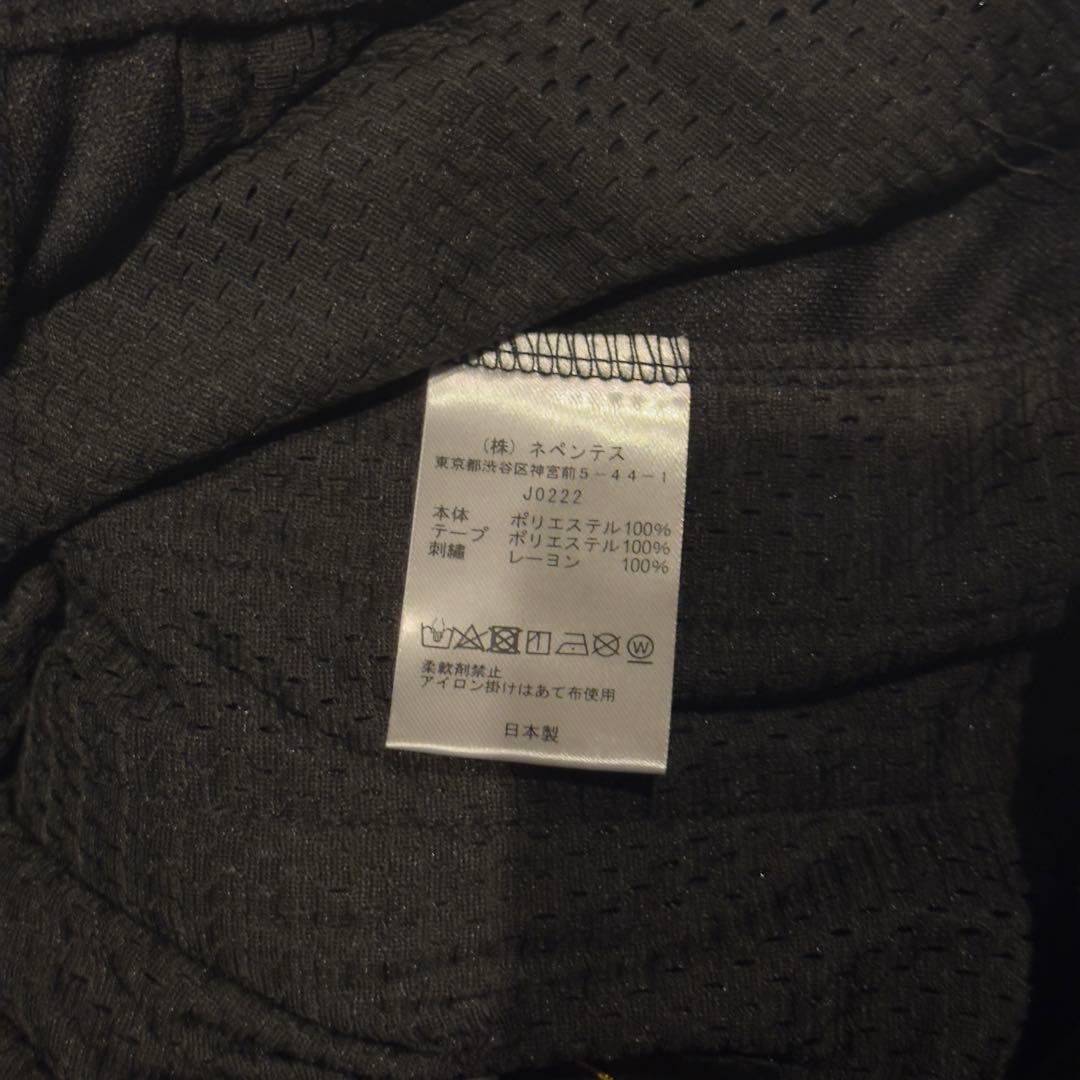 （株）ネペンテス
東京都渋谷区神宮前５－４４－１
J0222
本体 ポリエステル100%
テープ ポリエステル100%
刺繍 レーヨン 100%
W
柔軟剤禁止
アイロン掛けはあて布使用
日本製